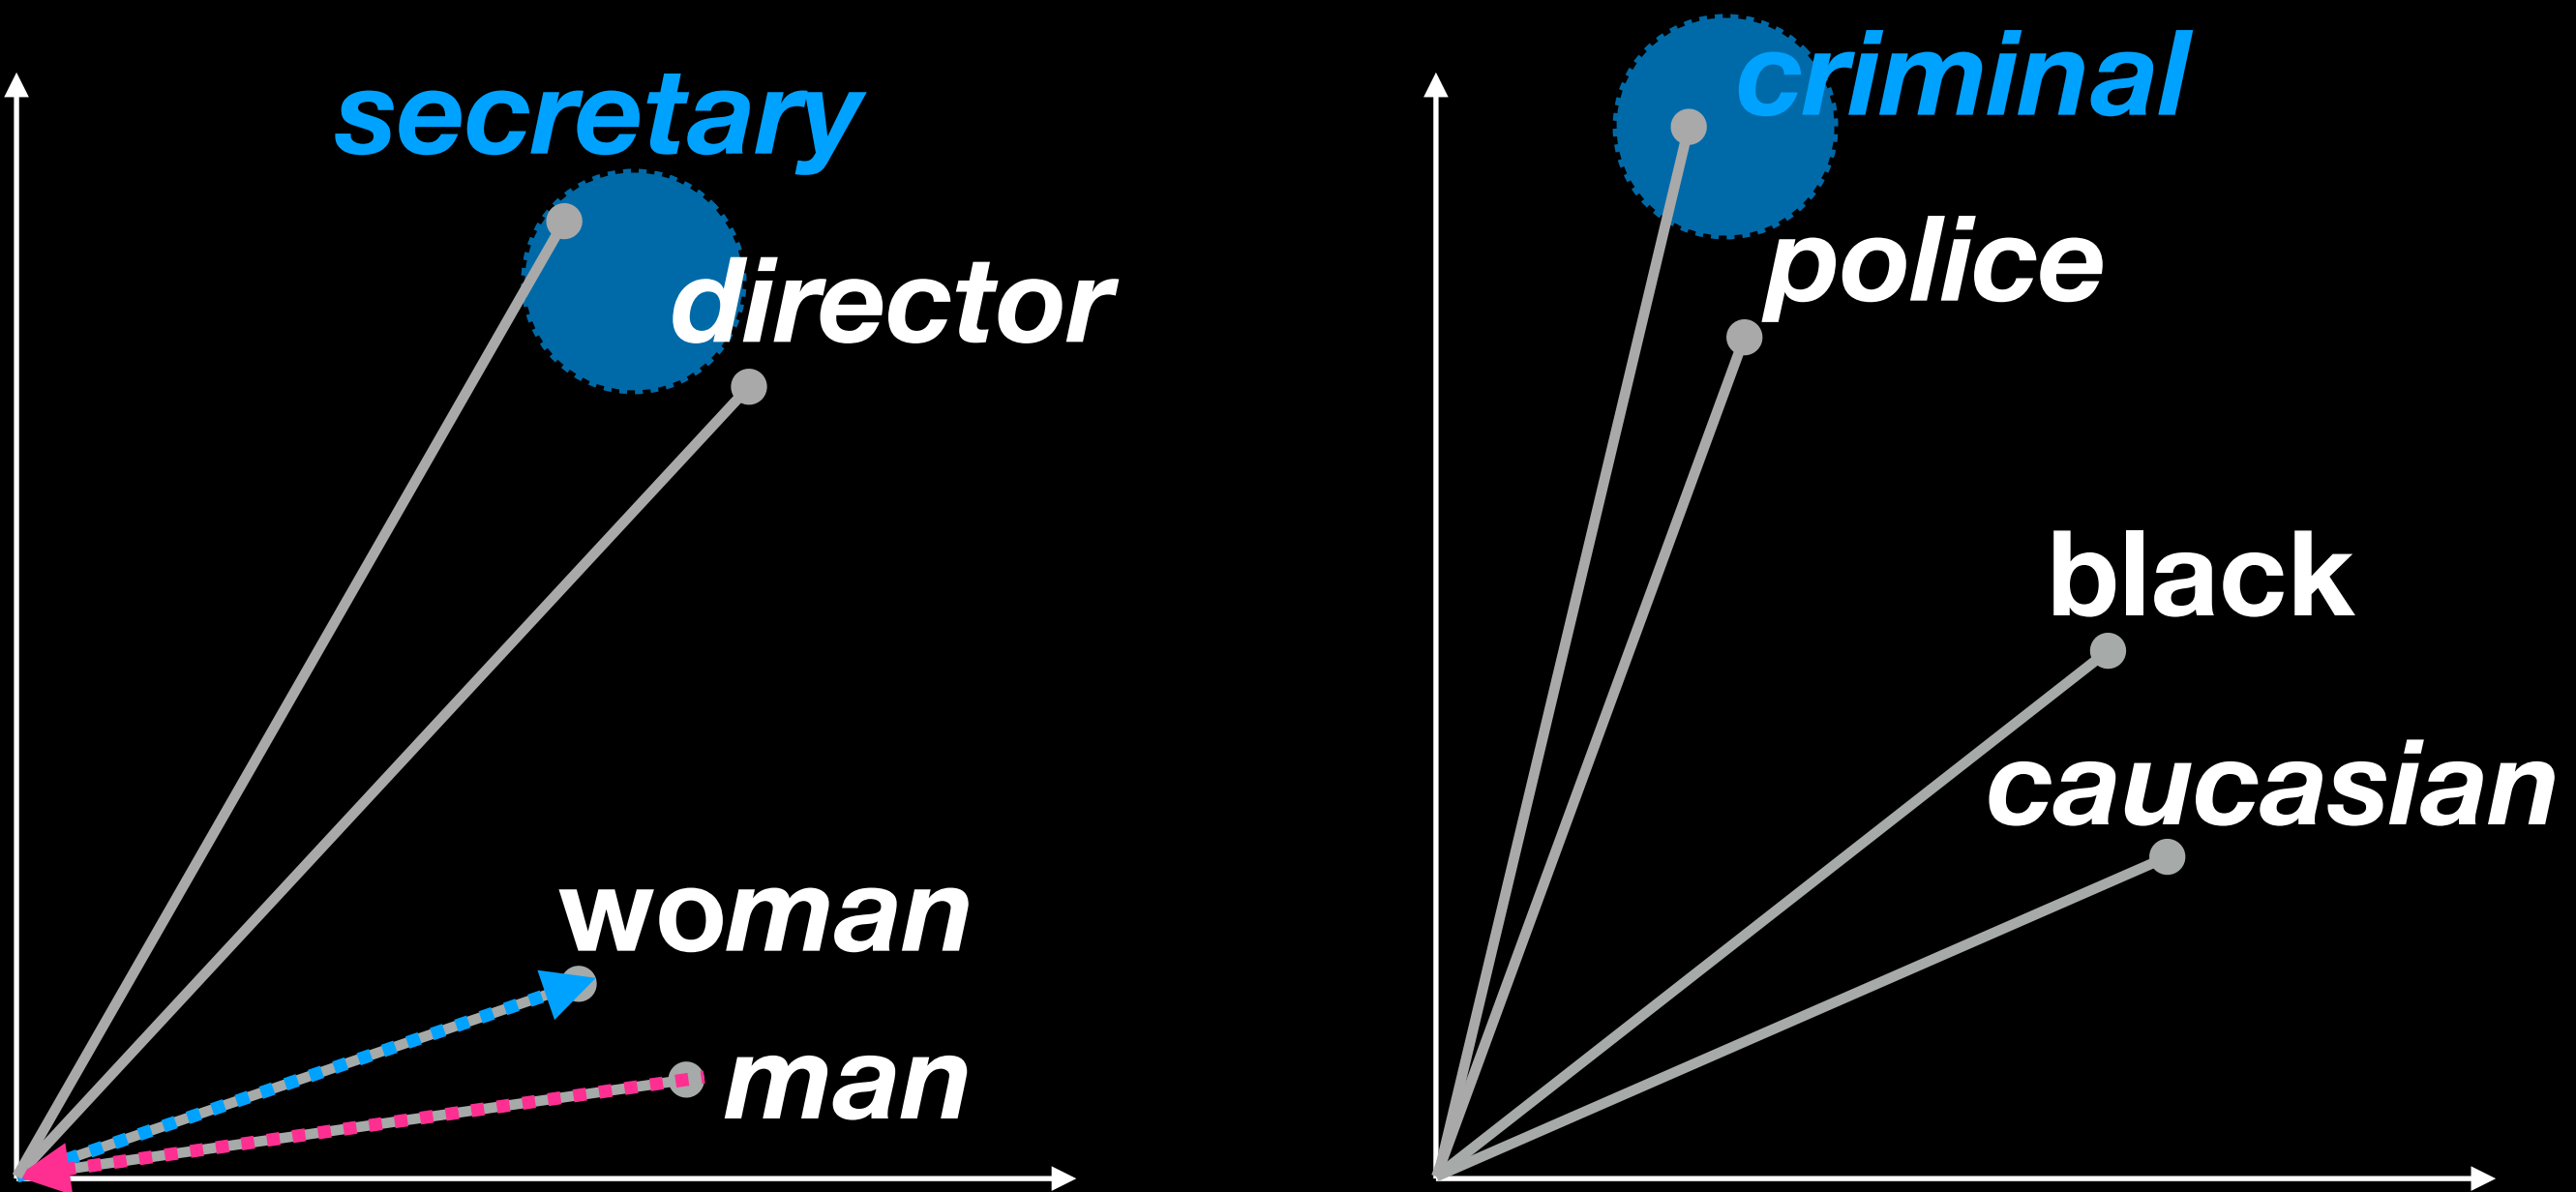 secretary
director
woman
man
criminal
police
black
caucasian